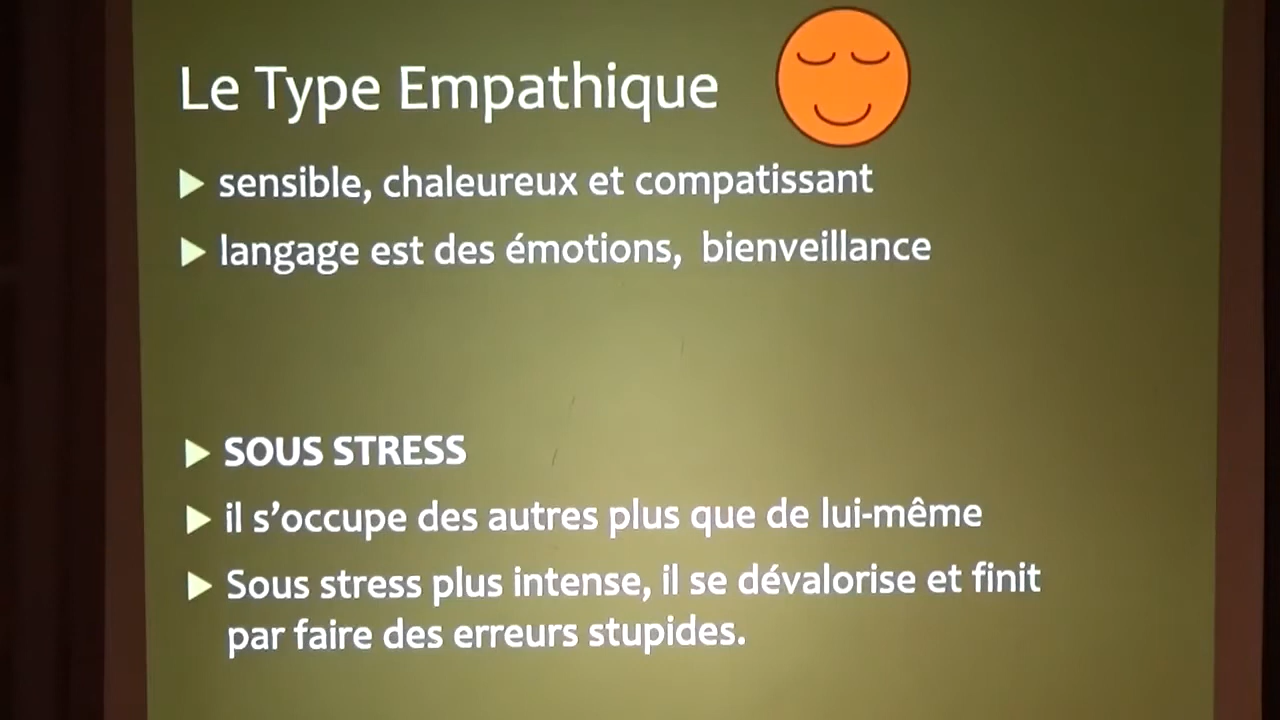 Le Type Empathique
sensible, chaleureux et compatissant
langage est des émotions, bienveillance
SOUS STRESS
il s'occupe des autres plus que de lui-même
Sous stress plus intense, il se dévalorise et finit
par faire des erreurs stupides.